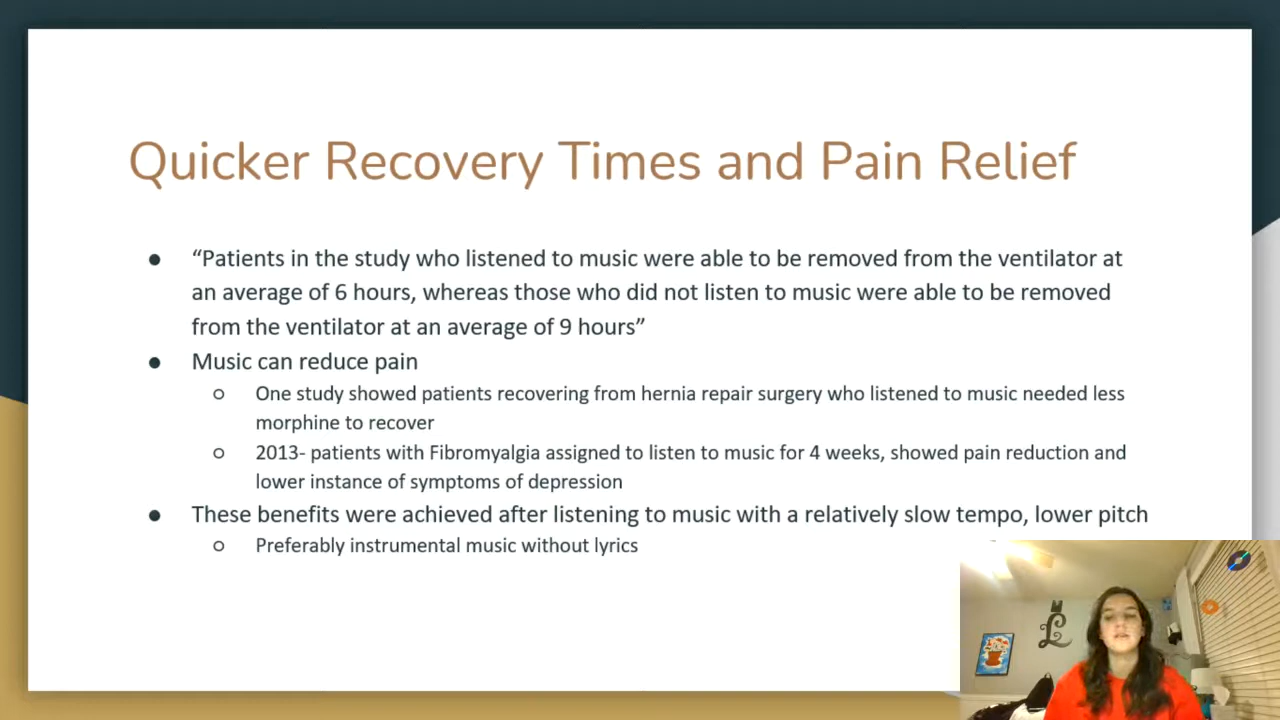 Quicker Recovery Times and Pain Relief
● “Patients in the study who listened to music were able to be removed from the ventilator at
an average of 6 hours, whereas those who did not listen to music were able to be removed
from the ventilator at an average of 9 hours”
● Music can reduce pain
○ One study showed patients recovering from hernia repair surgery who listened to music needed less
morphine to recover
○ 2013- patients with Fibromyalgia assigned to listen to music for 4 weeks, showed pain reduction and
lower instance of symptoms of depression
● These benefits were achieved after listening to music with a relatively slow tempo, lower pitch
○ Preferably instrumental music without lyrics
L